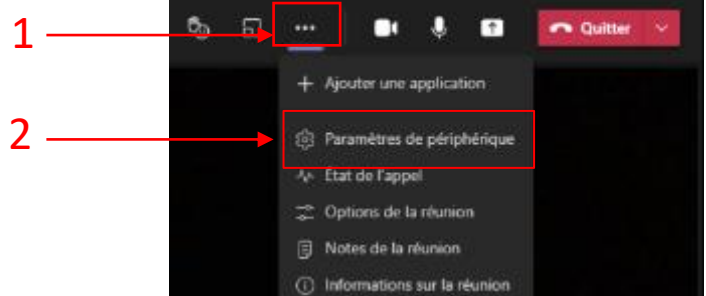 1
Quitter
Ajouter une application
2
Paramètres de périphérique
État de l'appel
Options de la réunion
Notes de la réunion
Informations sur la réunion